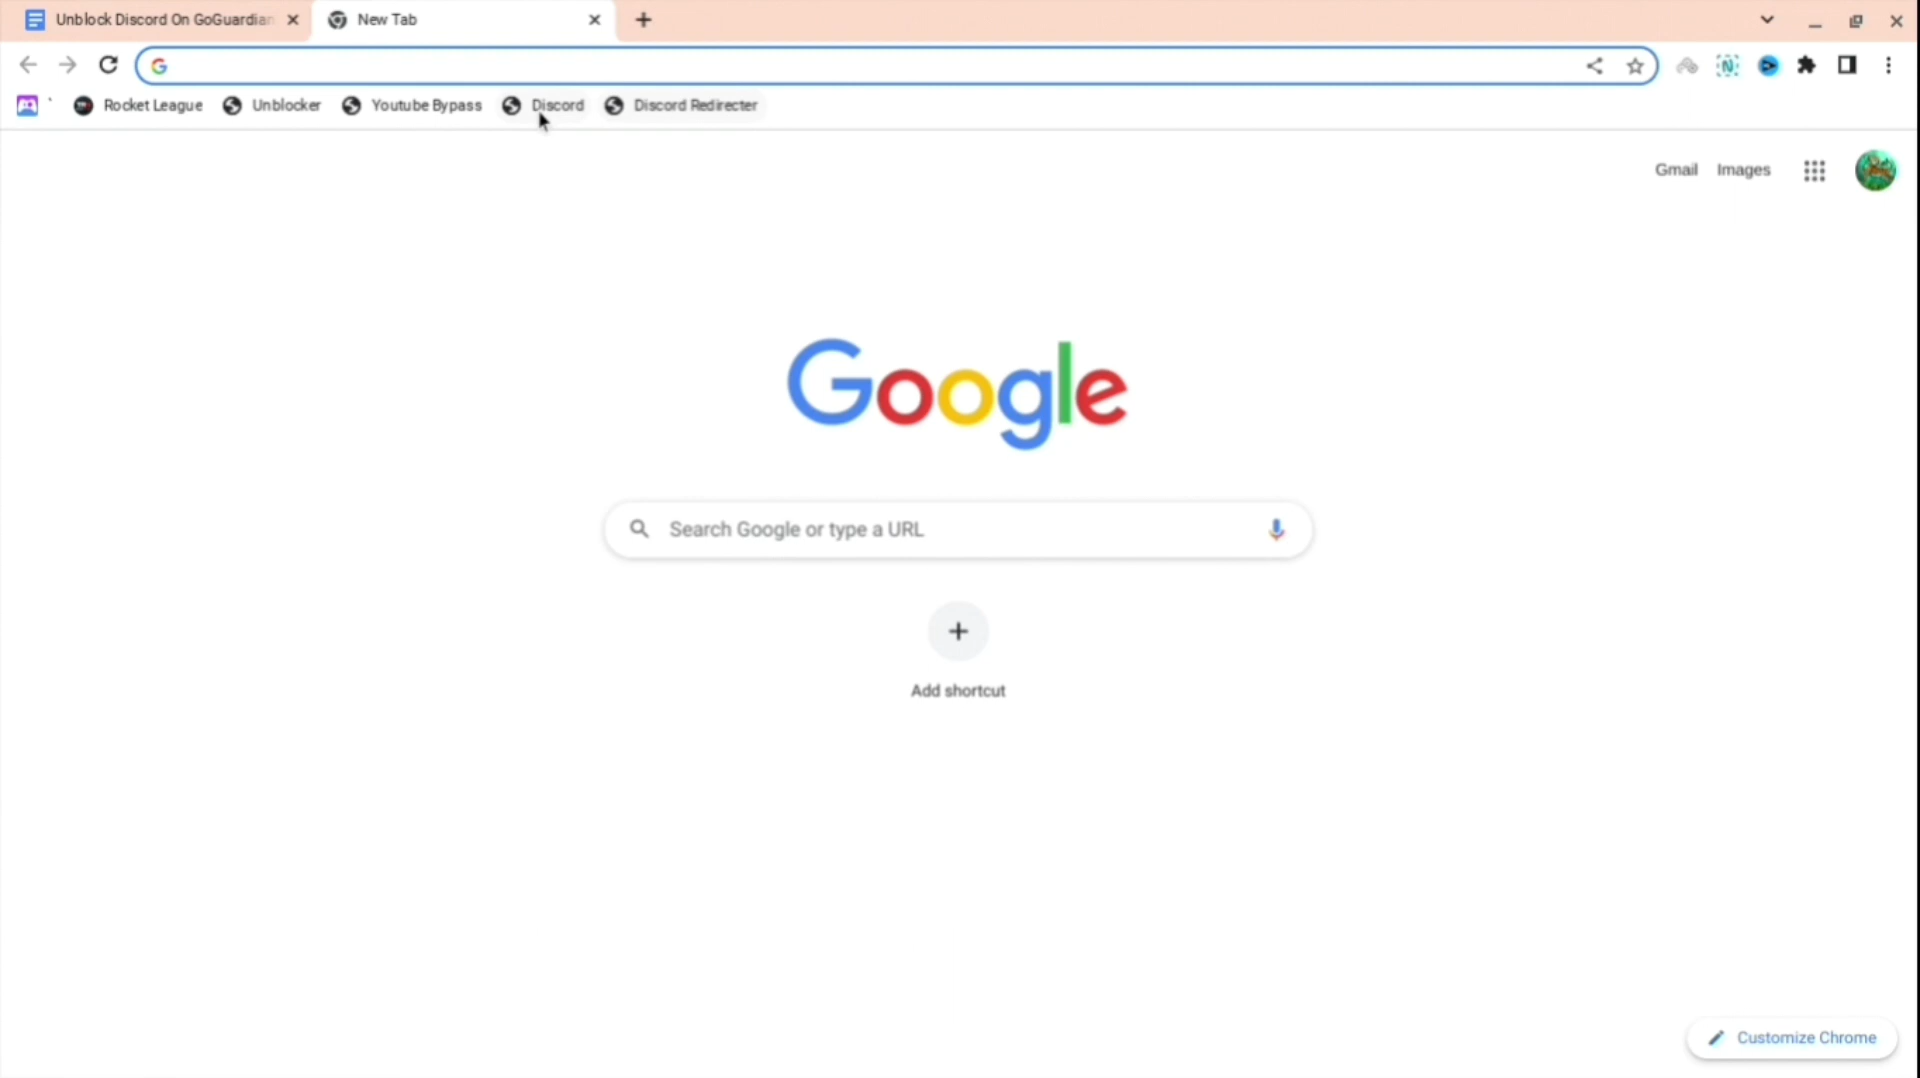 Unblock Discord On GoGuardian
New Tab
Rocket League
Unblocker
Youtube Bypass
Discord
Discord Redirecter
Gmail
Images
Google
Search Google or type a URL
Add shortcut
Customize Chrome